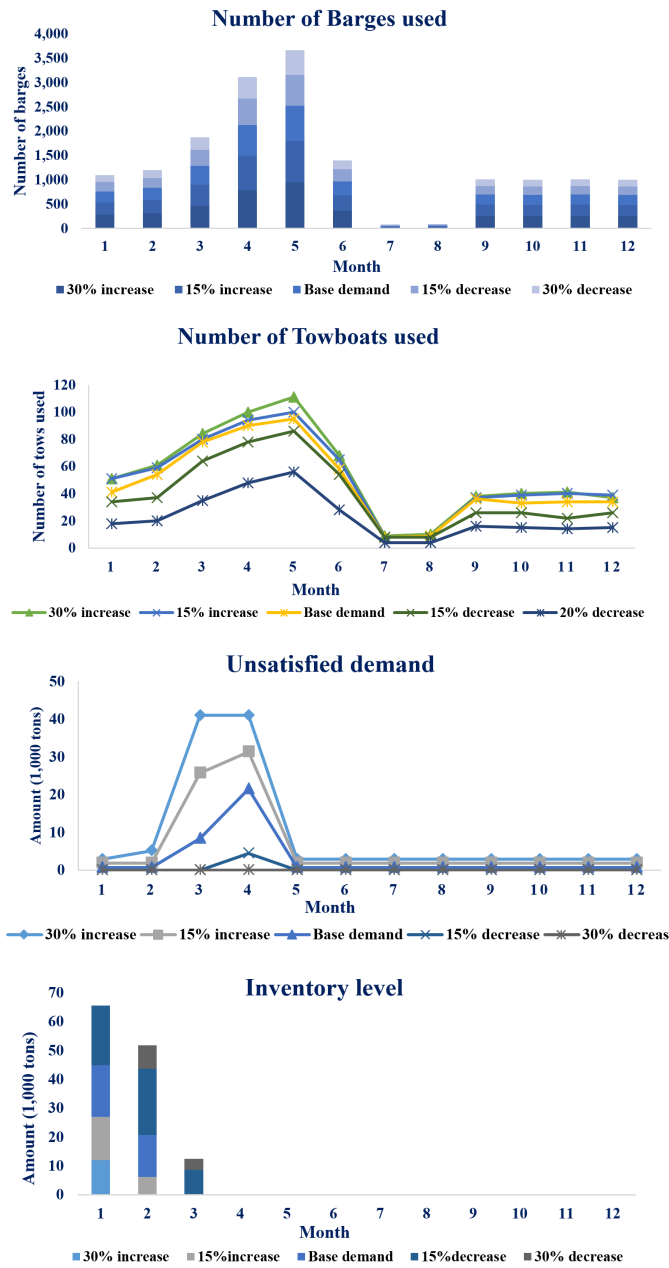 Number of Barges used
4,000
3,500
3,000
2,500
2,000
1,500
1,000
500
0
Number of barges
1 2 3 4 5 6 7 8 9 10 11 12
Month
30% increase 15% increase Base demand 15% decrease 30% decrease
Number of Towboats used
120
100
80
60
40
20
0
Number of tows used
1 2 3 4 5 6 7 8 9 10 11 12
Month
30% increase 15% increase Base demand 15% decrease 20% decrease
Unsatisfied demand
50
40
30
20
10
0
Amount (1,000 tons)
1 2 3 4 5 6 7 8 9 10 11 12
Month
30% increase 15% increase Base demand 15% decrease 30% decreas
Inventory level
70
60
50
40
30
20
10
0
Amount (1,000 tons)
1 2 3 4 5 6 7 8 9 10 11 12
Month
30% increase 15%increase Base demand 15%decrease 30% decrease